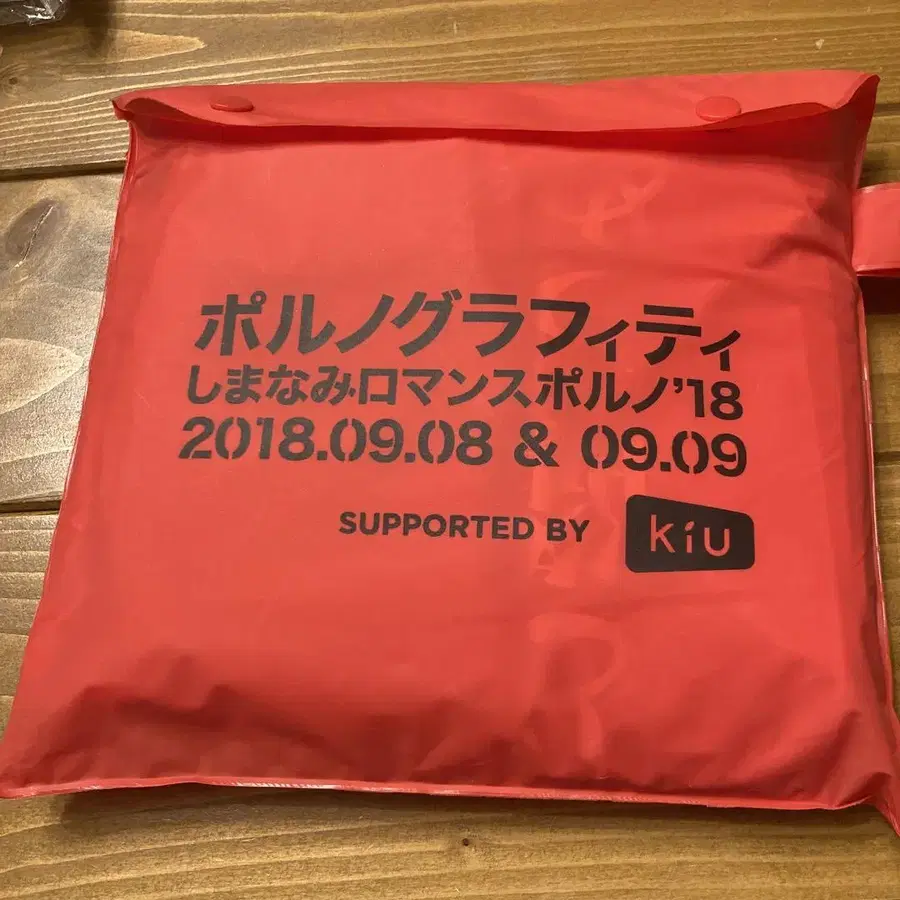 ポルノグラフィティ
しまなみロマンスポルノ'18
2018.09.08 & 09.09
SUPPORTED BY kiU